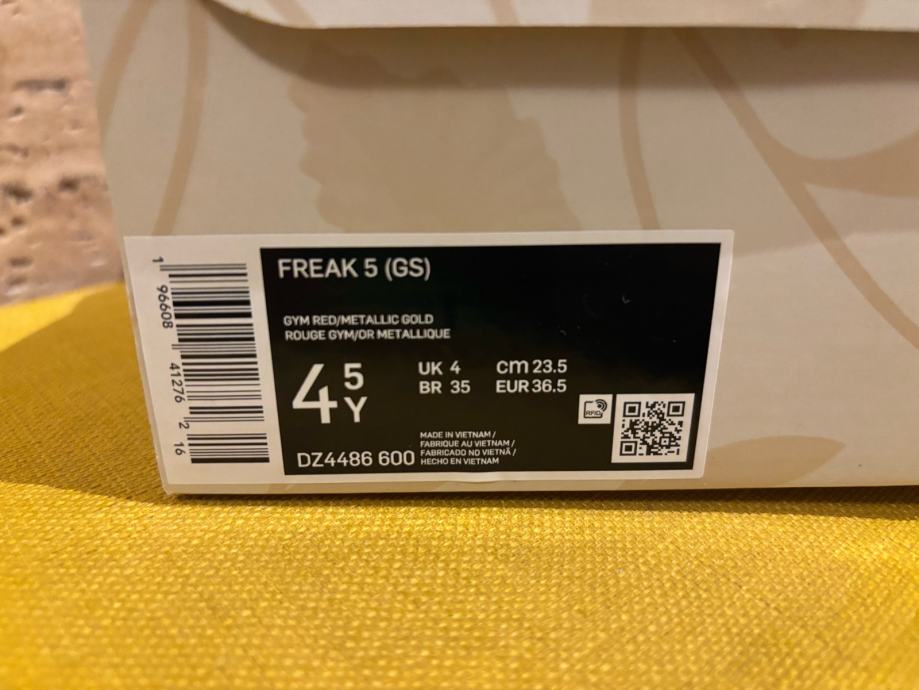 FREAK 5 (GS)
GYM RED/METALLIC GOLD
ROUGE GYM/OR METALLIQUE
4 5 Y
UK 4
BR 35
cm 23.5
EUR 36.5
RFID
DZ4486 600
MADE IN VIETNAM /
FABRIQUE AU VIETNAM /
FABRICADO NO VIETNÃ /
HECHO EN VIETNAM
1 96608 41276 2 16